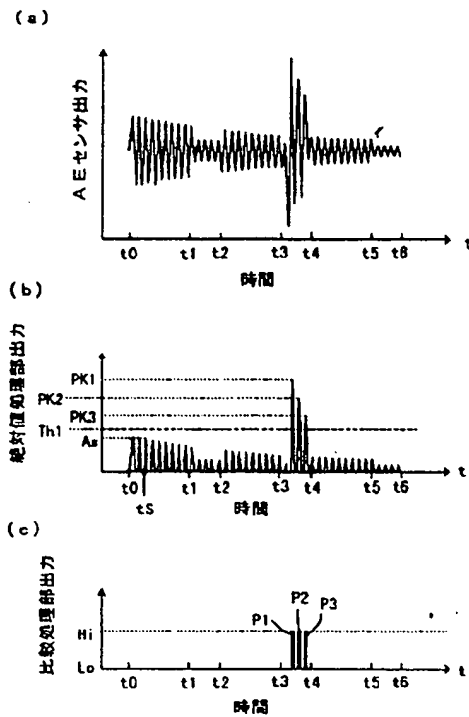 (a)
AEセンサ出力
t0 t1 t2 t3 t4 t5 t6 t
時間
(b)
絶対値処理部出力
PK1
PK2
PK3
Th1
As
t0 t1 t2 t3 t4 t5 t6 t
tS
時間
(c)
比較処理部出力
P2
P1 P3
Hi
Lo
t0 t1 t2 t3 t4 t5 t6 t
時間